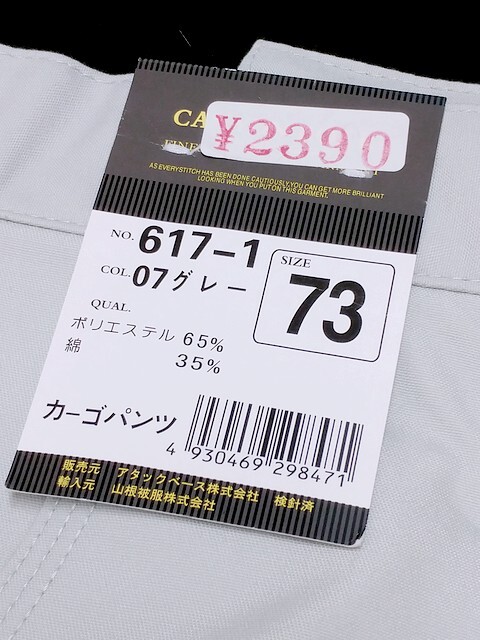 CA
¥2390
AS EVERYSTITCH HAS BEEN DONE CAUTIOUSLY,YOU CAN GET MORE BRILLIANT
LOOKING WHEN YOU PUT ON THIS GARMENT.
NO. 617-1
COL. 07グレー
SIZE
73
QUAL.
ポリエステル 65%
綿 35%
カーゴパンツ
4 930469 298471
販売元 アタックベース株式会社 検針済
輸入元 山根被服株式会社